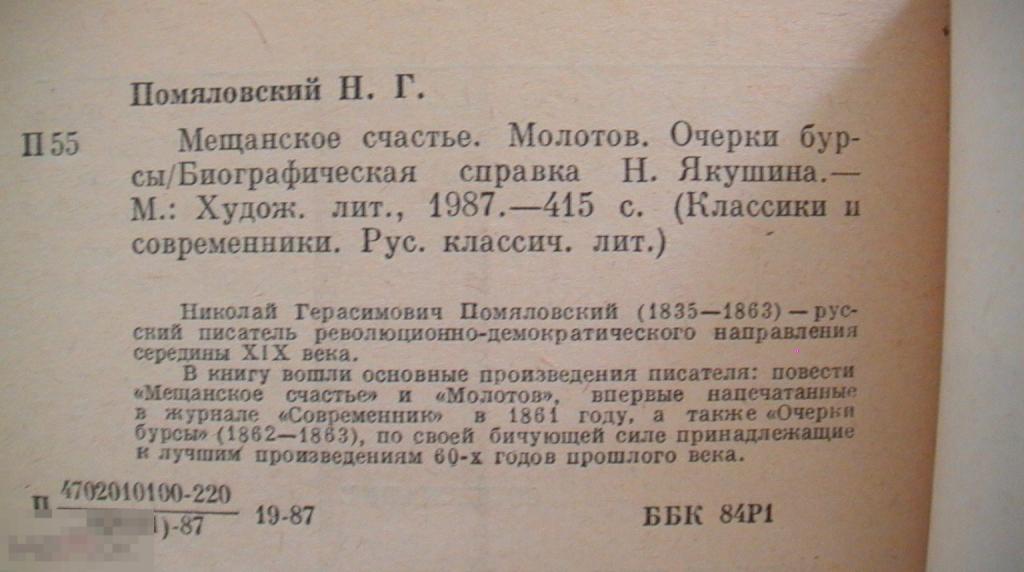 Помяловский Н. Г.
П 55 Мещанское счастье. Молотов. Очерки бур-
сы/Биографическая справка Н. Якушина.—
М.: Худож. лит., 1987.—415 с. (Классики и
современники. Рус. классич. лит.)
Николай Герасимович Помяловский (1835—1863) — рус-
ский писатель революционно-демократического направления
середины XIX века.
В книгу вошли основные произведения писателя: повести
«Мещанское счастье» и «Молотов», впервые напечатанные
в журнале «Современник» в 1861 году, а также «Очерки
бурсы» (1862—1863), по своей бичующей силе принадлежащие
к лучшим произведениям 60-х годов прошлого века.
П 4702010100-220
)-87 19-87 ББК 84Р1